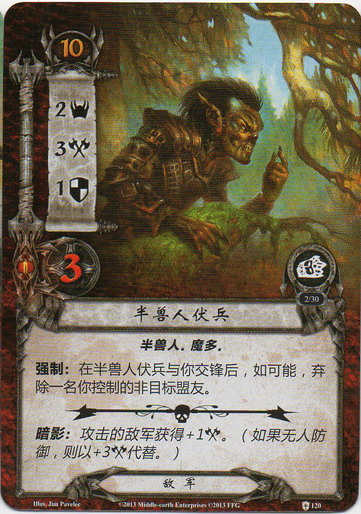 10
2
3
1
3
2/30
半兽人伏兵
半兽人. 魔多.
强制：在半兽人伏兵与你交锋后，如可能，弃
除一名你控制的非目标盟友。
暗影：攻击的敌军获得+1。（如果无人防
御，则以+3代替。）
敌 军
Illus. Jim Pavelec ©2013 Middle-earth Enterprises ©2013 FFG 120